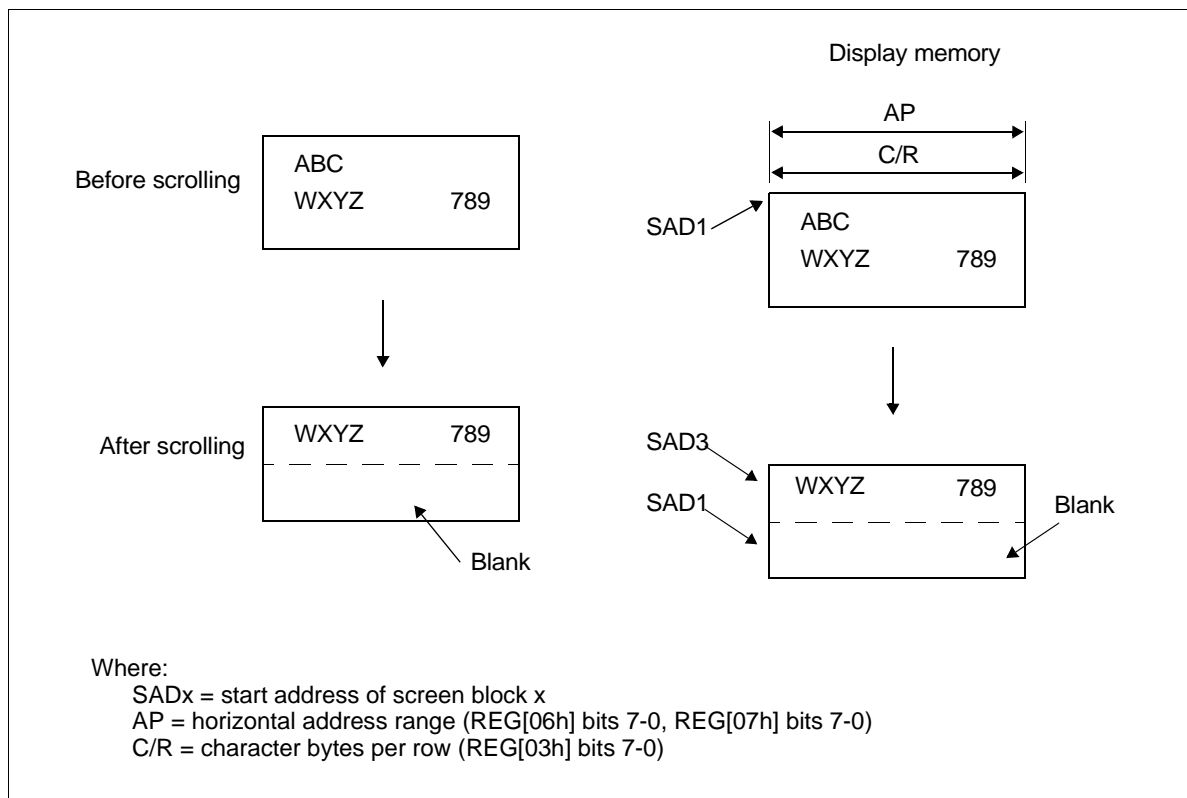 Display memory
AP
C/R
Before scrolling
ABC
WXYZ 789
SAD1
ABC
WXYZ 789
After scrolling
WXYZ 789
Blank
SAD3
SAD1
WXYZ 789
Blank
Where:
SADx = start address of screen block x
AP = horizontal address range (REG[06h] bits 7-0, REG[07h] bits 7-0)
C/R = character bytes per row (REG[03h] bits 7-0)